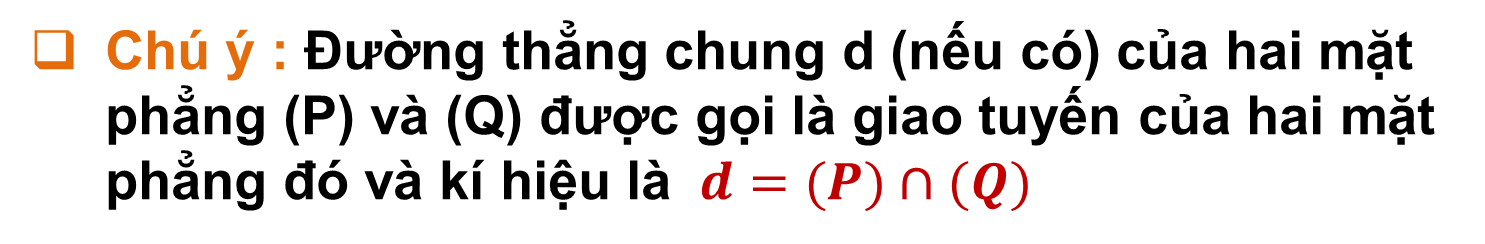 ❑ Chú ý : Đường thẳng chung d (nếu có) của hai mặt
phẳng (P) và (Q) được gọi là giao tuyến của hai mặt
phẳng đó và kí hiệu là d = (P) ∩ (Q)